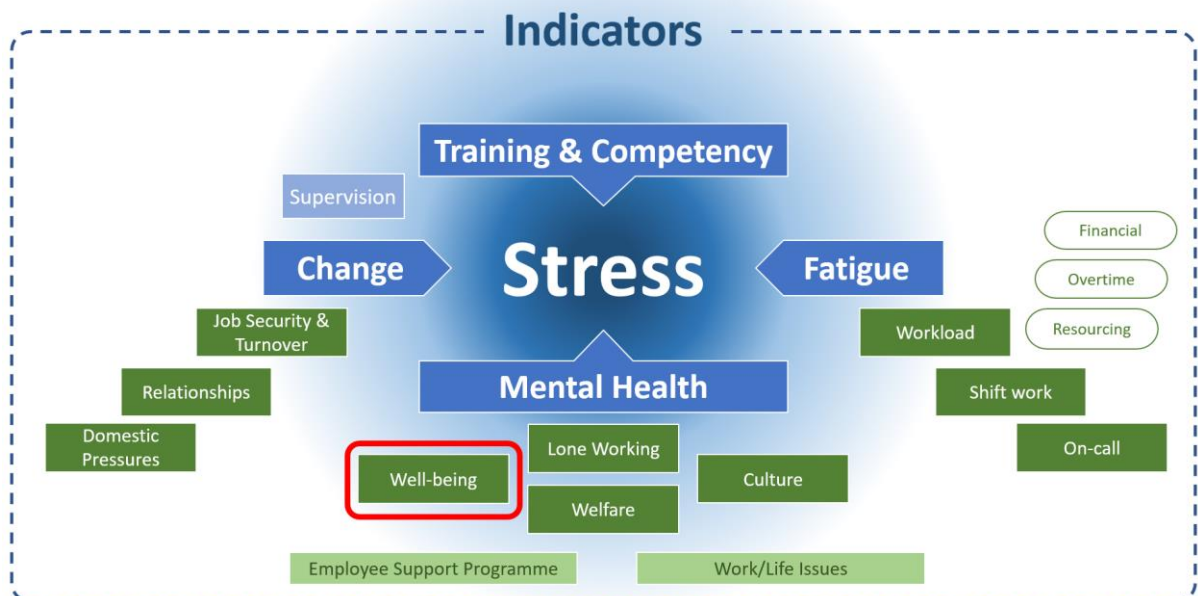 Indicators
Training & Competency
Supervision
Change
Stress
Fatigue
Financial
Overtime
Resourcing
Job Security &
Turnover
Workload
Relationships
Mental Health
Shift work
Domestic
Pressures
Well-being
Lone Working
Welfare
Culture
On-call
Employee Support Programme
Work/Life Issues